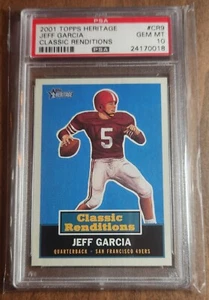 2001 TOPPS HERITAGE #CR9
JEFF GARCIA GEM MT
CLASSIC RENDITIONS 10
PSA 24170018
HERITAGE
5
Classic
Renditions
JEFF GARCIA
QUARTERBACK - SAN FRANCISCO 49ERS